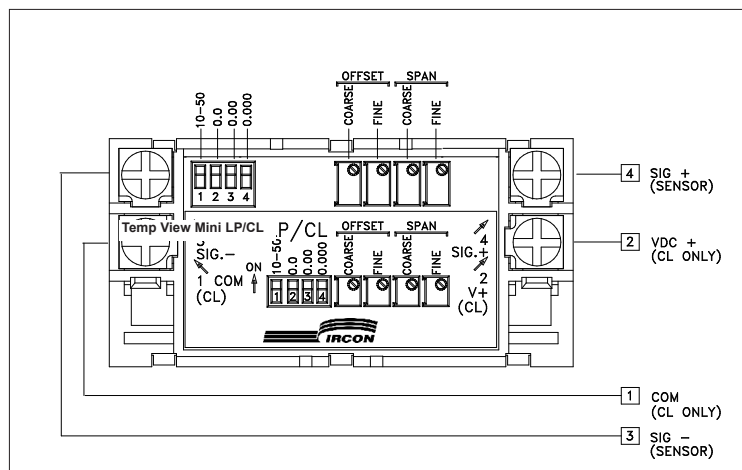 OFFSET SPAN
10-50
0.0
0.00
0.000
COARSE
FINE
COARSE
FINE
1 2 3 4
4 SIG +
(SENSOR)
Temp View Mini LP/CL P/CL
OFFSET SPAN
SIG.-
1 COM
(CL)
ON
10-50
0.0
0.0
0.000
COARSE
FINE
COARSE
FINE
4
SIG.+
2
V+
(CL)
1 2 3 4
2 VDC +
(CL ONLY)
IRCON
1 COM
(CL ONLY)
3 SIG -
(SENSOR)